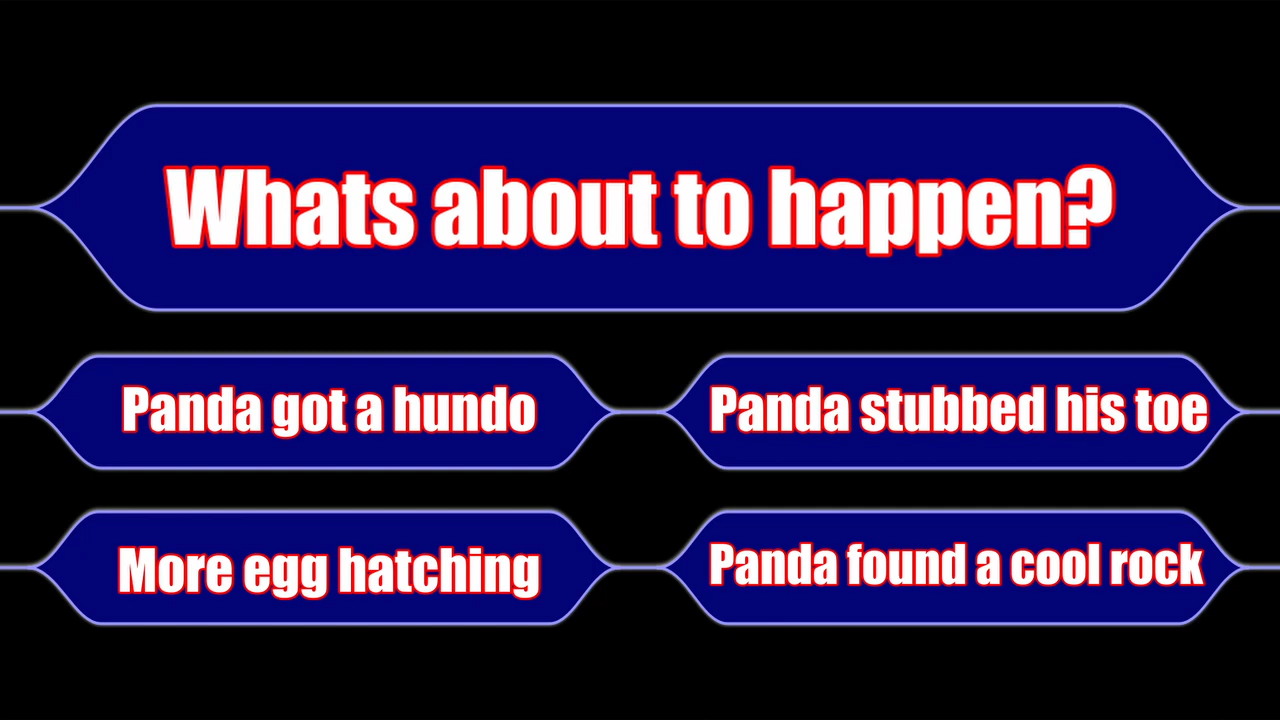 Whats about to happen?
Panda got a hundo
Panda stubbed his toe
More egg hatching
Panda found a cool rock